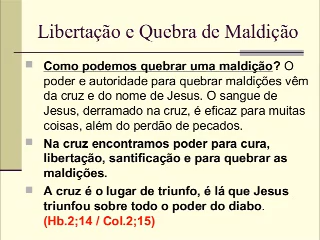 Libertação e Quebra de Maldição
Como podemos quebrar uma maldição? O
poder e autoridade para quebrar maldições vêm
da cruz e do nome de Jesus. O sangue de
Jesus, derramado na cruz, é eficaz para muitas
coisas, além do perdão de pecados.
Na cruz encontramos poder para cura,
libertação, santificação e para quebrar as
maldições.
A cruz é o lugar de triunfo, é lá que Jesus
triunfou sobre todo o poder do diabo.
(Hb.2;14 / Col.2;15)